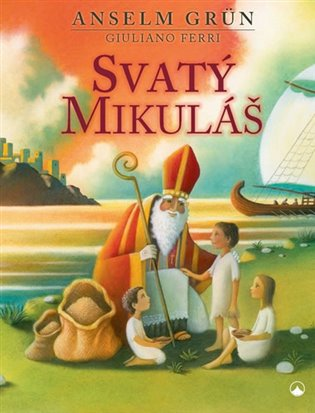 ANSELM GRÜN
GIULIANO FERRI
SVATÝ
MIKULÁŠ